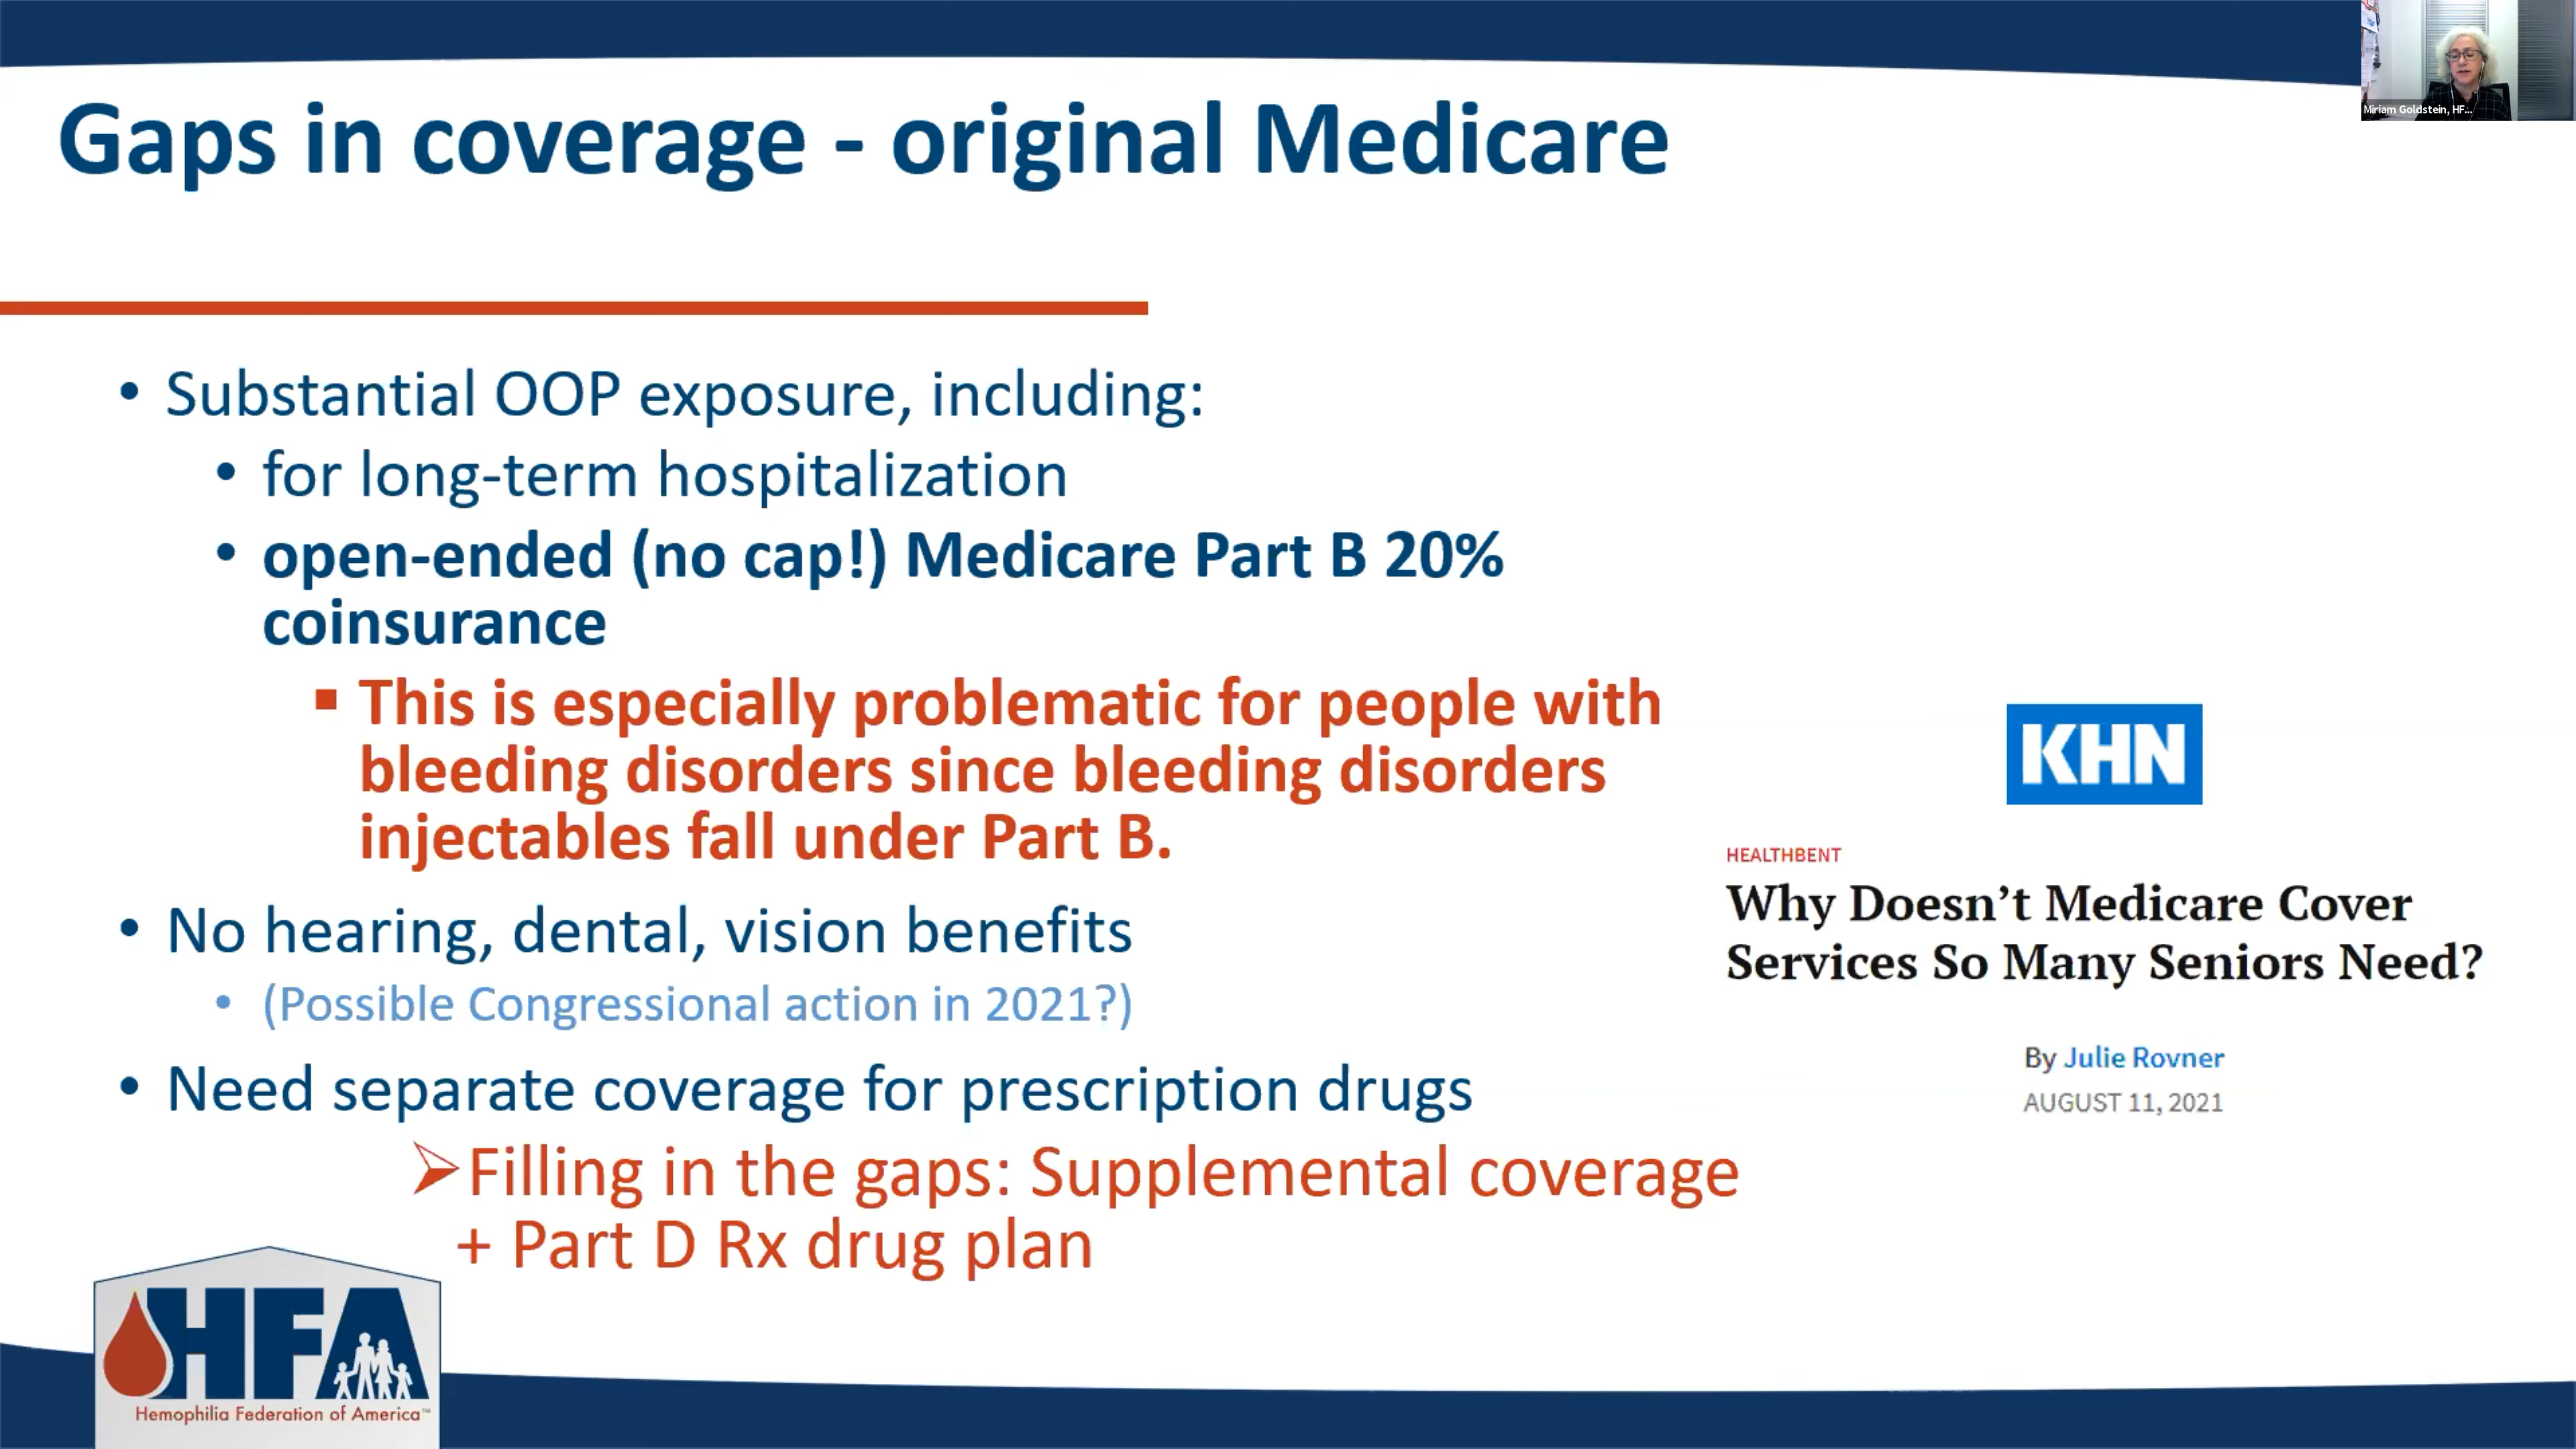 Miriam Goldstein, HF...
Gaps in coverage - original Medicare
• Substantial OOP exposure, including:
• for long-term hospitalization
• open-ended (no cap!) Medicare Part B 20%
coinsurance
▪ This is especially problematic for people with
bleeding disorders since bleeding disorders
injectables fall under Part B.
• No hearing, dental, vision benefits
• (Possible Congressional action in 2021?)
• Need separate coverage for prescription drugs
➢Filling in the gaps: Supplemental coverage
+ Part D Rx drug plan
KHN
HEALTHBENT
Why Doesn’t Medicare Cover
Services So Many Seniors Need?
By Julie Rovner
AUGUST 11, 2021
HFA
Hemophilia Federation of America™